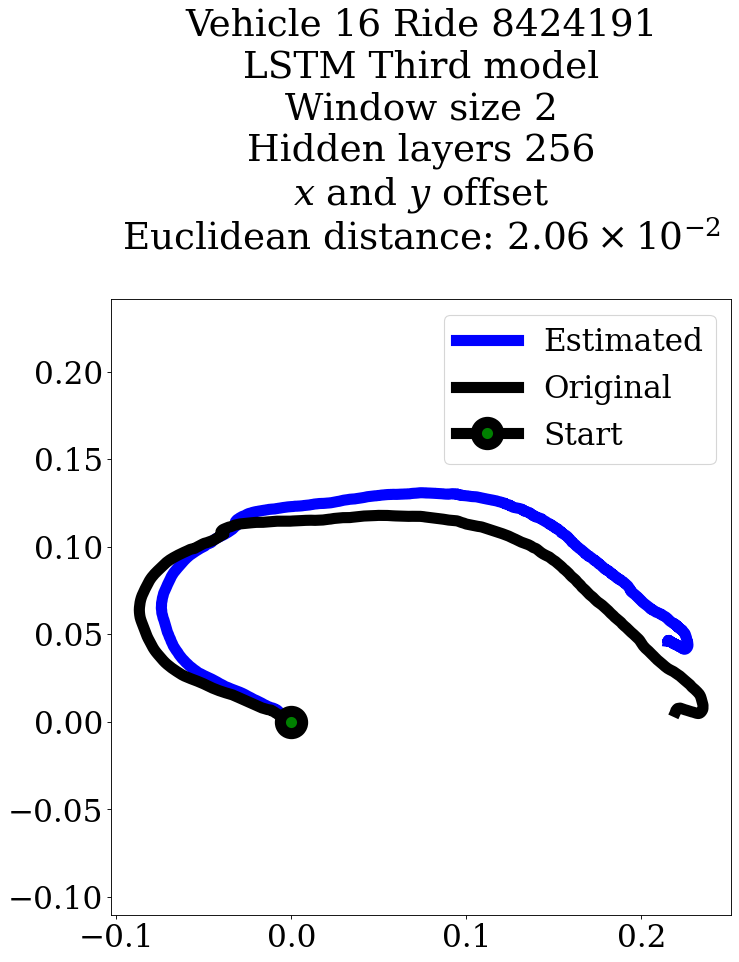 Vehicle 16 Ride 8424191
LSTM Third model
Window size 2
Hidden layers 256
x and y offset
Euclidean distance: 2.06 × 10⁻²
Estimated
Original
Start
0.20
0.15
0.10
0.05
0.00
−0.05
−0.10
−0.1 0.0 0.1 0.2